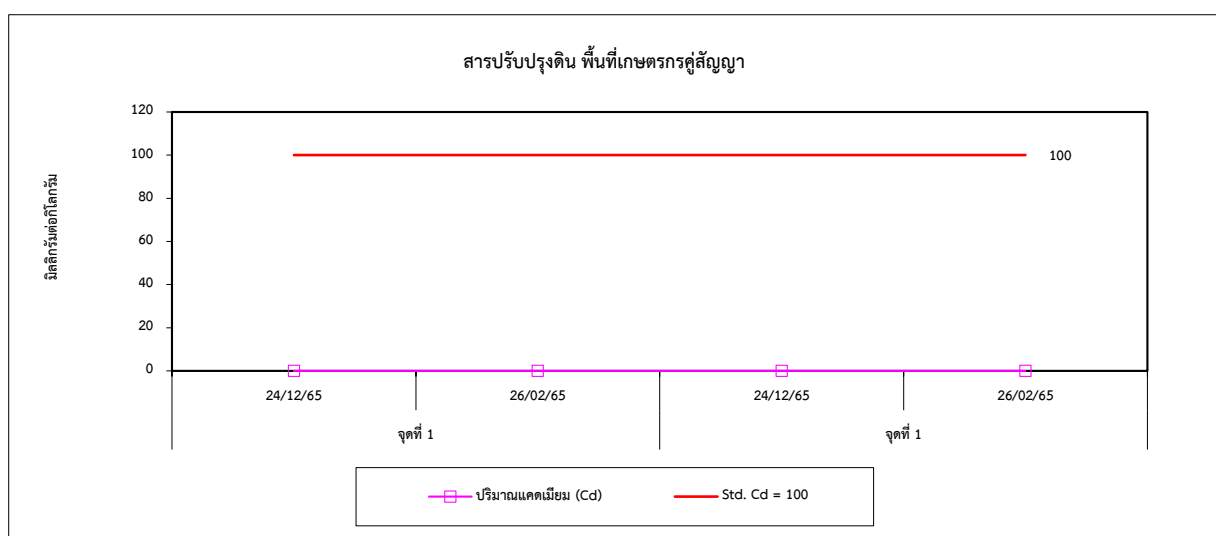 สารปรับปรุงดิน พื้นที่เกษตรกรคู่สัญญา
มิลลิกรัมต่อกิโลกรัม
120
100
80
60
40
20
0
100
24/12/65 26/02/65 24/12/65 26/02/65
จุดที่ 1 จุดที่ 1
ปริมาณแคดเมียม (Cd) Std. Cd = 100